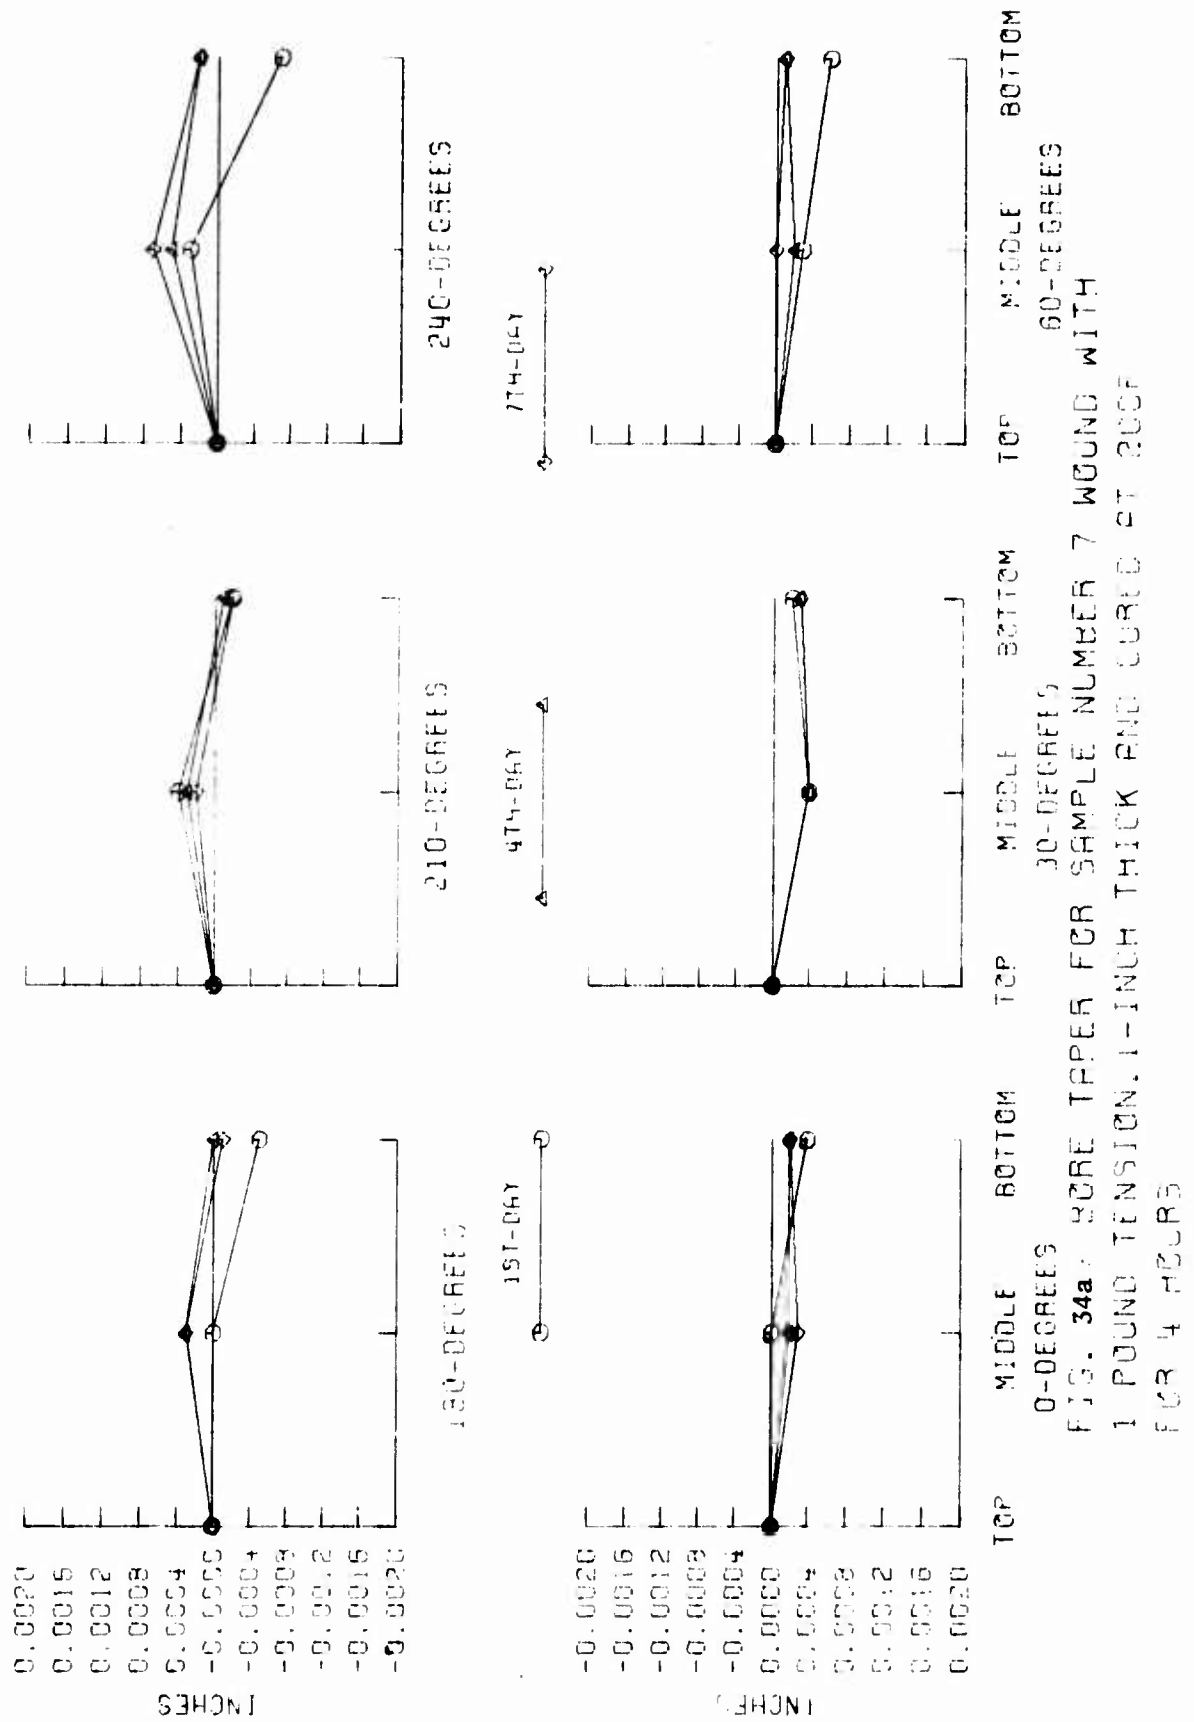 0.0020
0.0016
0.0012
0.0008
0.0004
-0.0000
-0.0004
-0.0008
-0.0012
-0.0016
-0.0020
INCHES
180-DEGREES
210-DEGREES
240-DEGREES
1ST-DAY
4TH-DAY
7TH-DAY
-0.0020
-0.0016
-0.0012
-0.0008
-0.0004
0.0000
0.0004
0.0008
0.0012
0.0016
0.0020
INCHES
TOP MIDDLE BOTTOM
TOP MIDDLE BOTTOM
TOP MIDDLE BOTTOM
0-DEGREES
30-DEGREES
60-DEGREES
FIG. 34a. BORE TAPER FOR SAMPLE NUMBER 7 WOUND WITH
1 POUND TENSION, 1-INCH THICK AND CURED AT 200F
FOR 4 HOURS